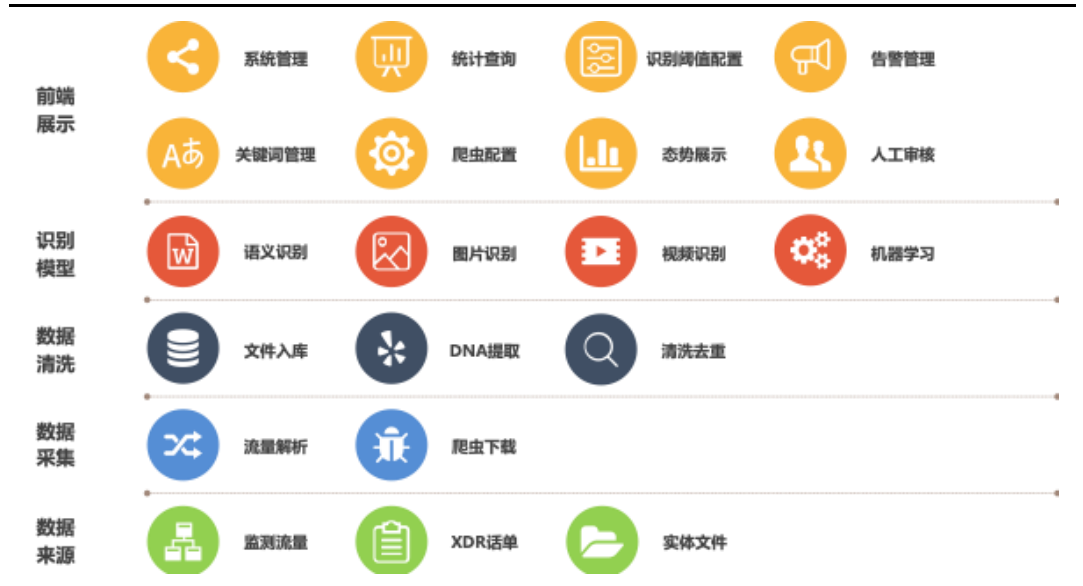 系统管理
统计查询
识别阈值配置
告警管理
前端
展示
Aあ
关键词管理
爬虫配置
态势展示
人工审核
识别
模型
W
语义识别
图片识别
视频识别
机器学习
数据
清洗
文件入库
DNA提取
清洗去重
数据
采集
流量解析
爬虫下载
数据
来源
监测流量
XDR话单
实体文件